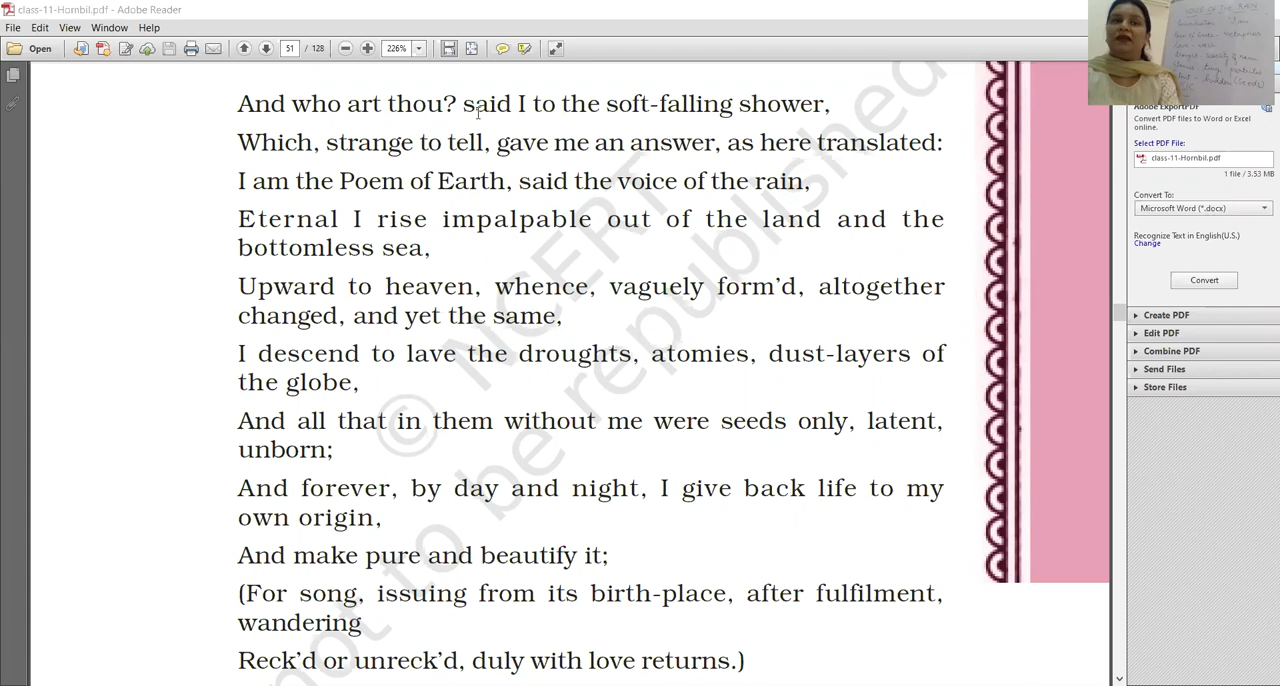 class-11-Hornbil.pdf - Adobe Reader
File Edit View Window Help
Open 51 / 128 226%
VOICE OF THE RAIN
And who art thou? said I to the soft-falling shower,
Which, strange to tell, gave me an answer, as here translated:
I am the Poem of Earth, said the voice of the rain,
Eternal I rise impalpable out of the land and the
bottomless sea,
Upward to heaven, whence, vaguely form'd, altogether
changed, and yet the same,
I descend to lave the droughts, atomies, dust-layers of
the globe,
And all that in them without me were seeds only, latent,
unborn;
And forever, by day and night, I give back life to my
own origin,
And make pure and beautify it;
(For song, issuing from its birth-place, after fulfilment,
wandering
Reck'd or unreck'd, duly with love returns.)
© NCERT
not to be republished
Adobe ExportPDF
Convert PDF files to Word or Excel
online.
Select PDF File:
class-11-Hornbil.pdf
1 file / 3.53 MB
Convert To:
Microsoft Word (*.docx)
Recognize Text in English(U.S.)
Change
Convert
Create PDF
Edit PDF
Combine PDF
Send Files
Store Files